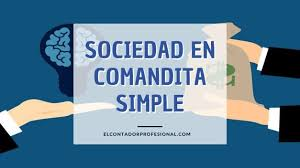 SOCIEDAD EN
COMANDITA
SIMPLE
ELCONTADORPROFESIONAL.COM